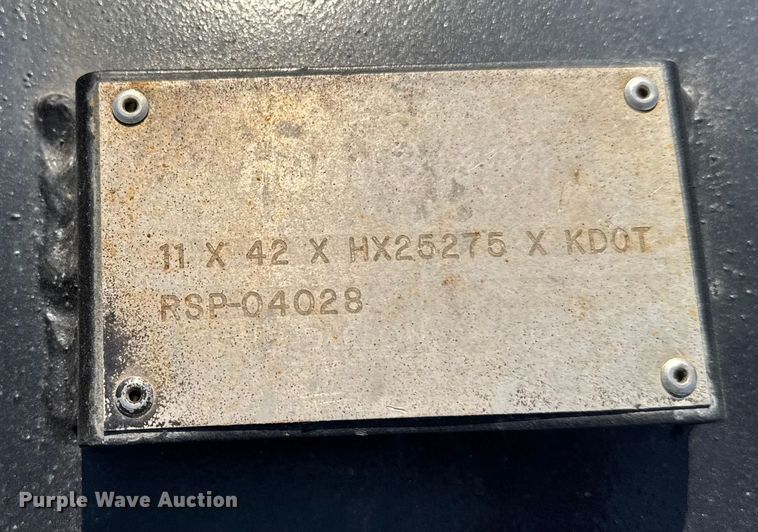 11 X 42 X HX25275 X KDOT
RSP-04028
Purple Wave Auction